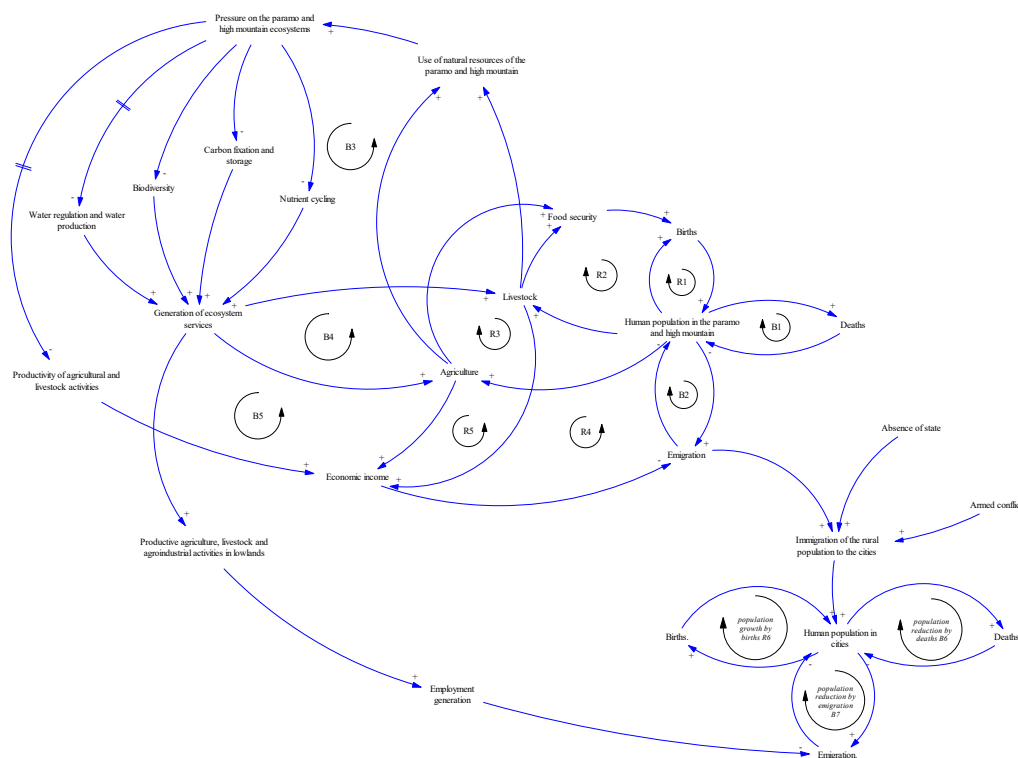 Pressure on the paramo and
high mountain ecosystems
Use of natural resources of the
paramo and high mountain
B3
Carbon fixation and
storage
Biodiversity
Nutrient cycling
Water regulation and water
production
Food security
Births
R2
R1
Livestock
Generation of ecosystem
services
Human population in the paramo
and high mountain
Deaths
B1
B4
R3
Productivity of agricultural and
livestock activities
Agriculture
B2
B5
R5
R4
Absence of state
Emigration
Economic income
Armed conflic
Productive agriculture, livestock and
agroindustrial activities in lowlands
Immigration of the rural
population to the cities
Births.
population
growth by
births R6
Human population in
cities
population
reduction by
deaths B6
Deaths
Employment
generation
population
reduction by
emigration
B7
Emigration.